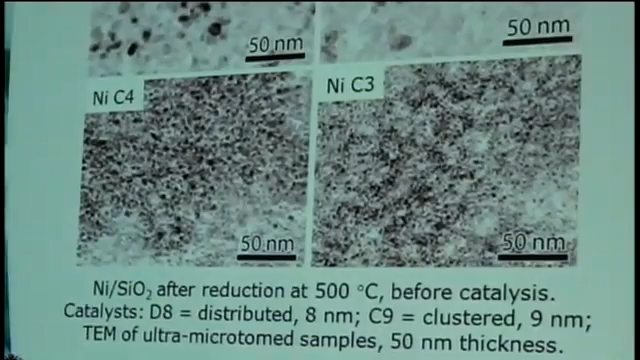 50 nm
50 nm
Ni C4
Ni C3
50 nm
50 nm
Ni/SiO₂ after reduction at 500 °C, before catalysis.
Catalysts: D8 = distributed, 8 nm; C9 = clustered, 9 nm;
TEM of ultra-microtomed samples, 50 nm thickness.